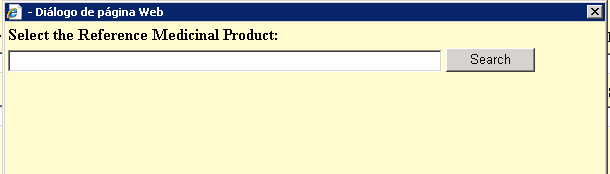 - Diálogo de página Web
Select the Reference Medicinal Product:
Search